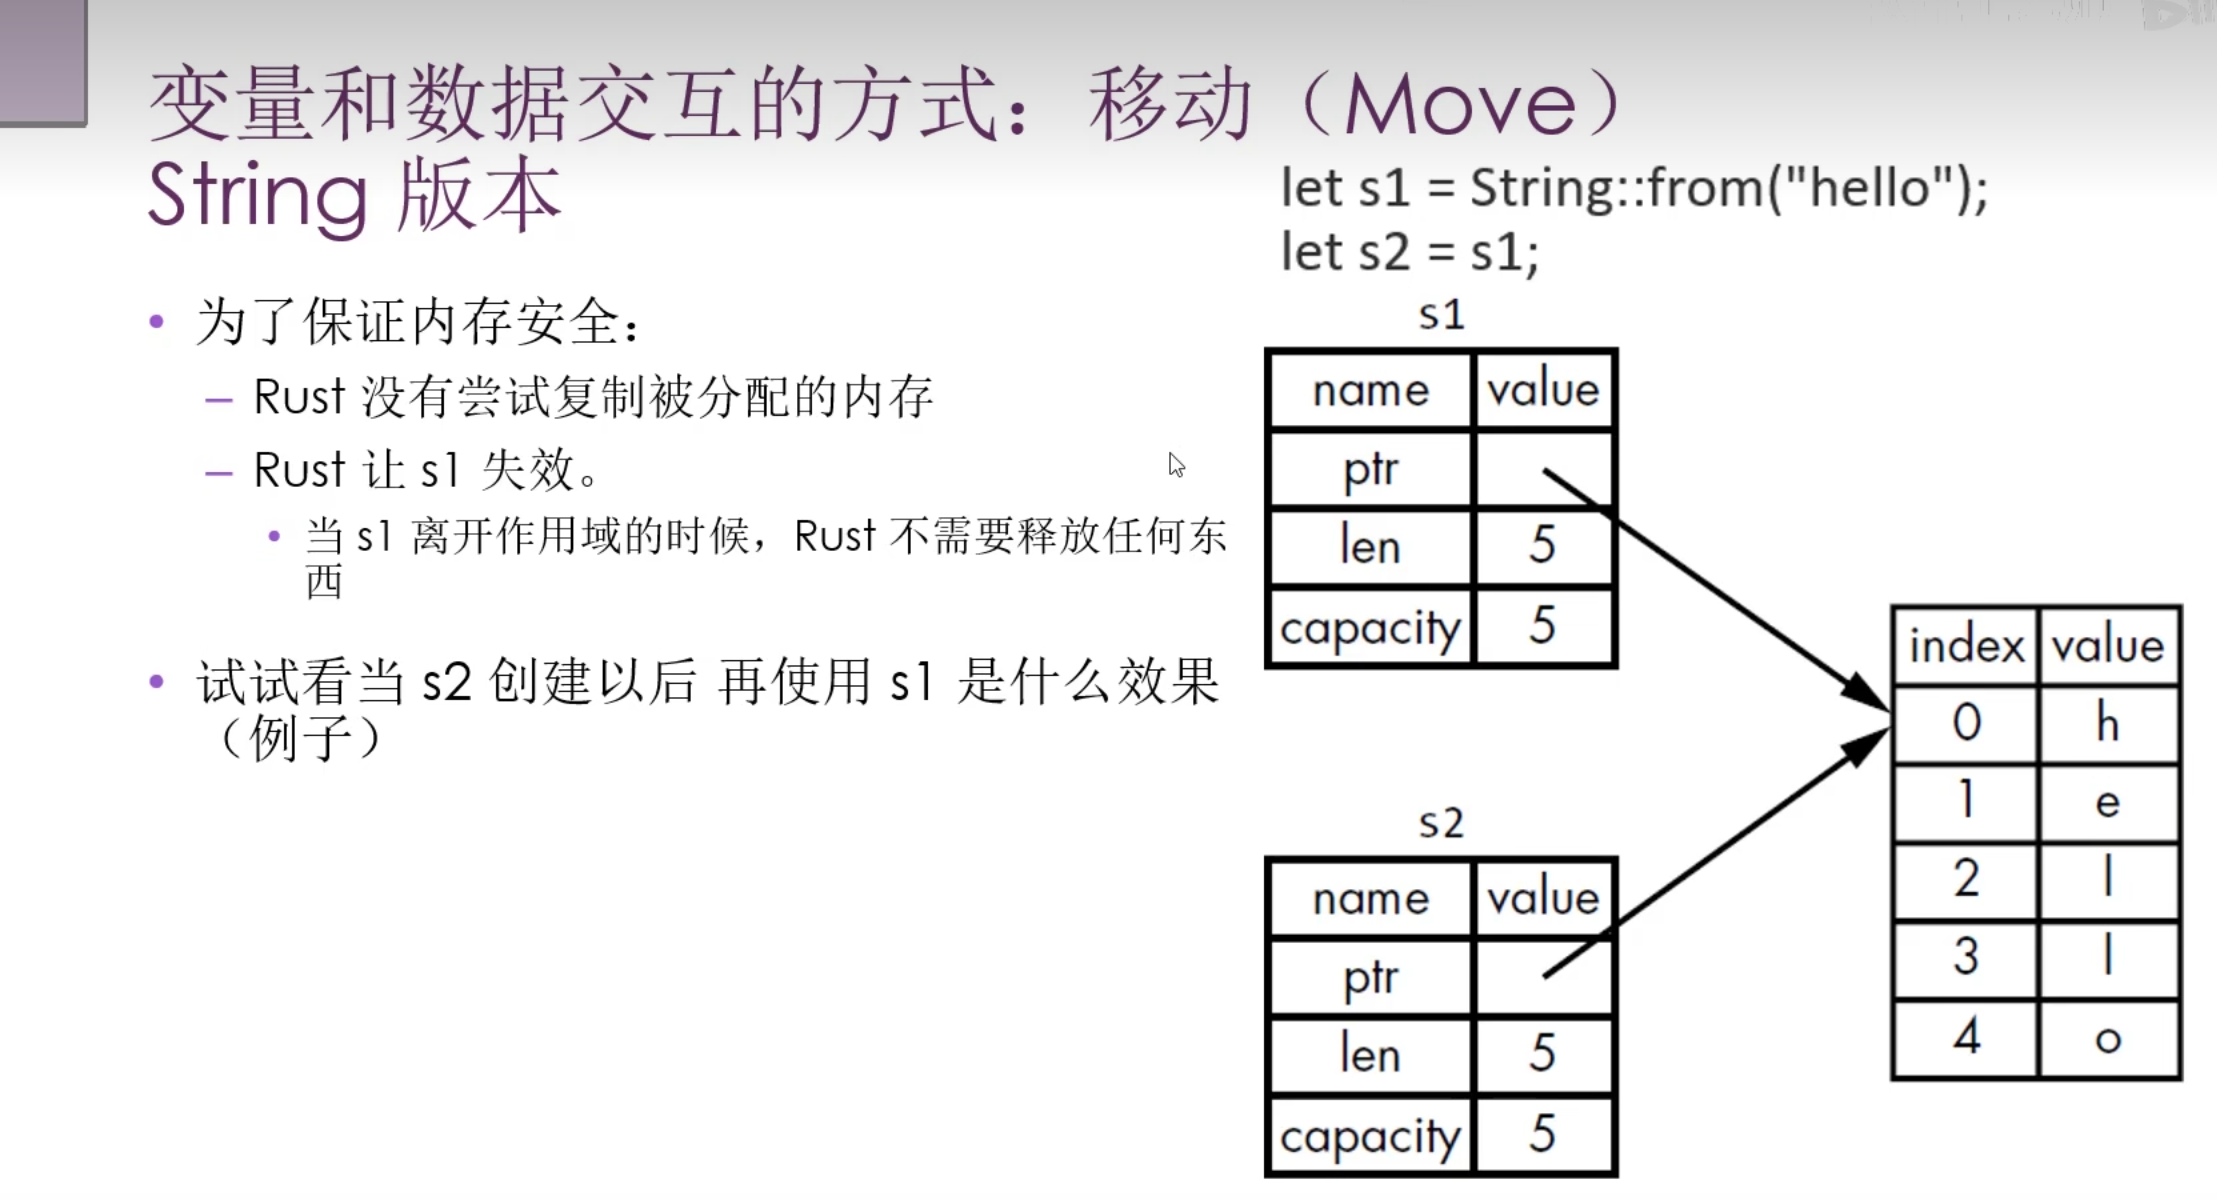 变量和数据交互的方式：移动（Move）
String 版本
let s1 = String::from("hello");
let s2 = s1;
• 为了保证内存安全：
– Rust 没有尝试复制被分配的内存
– Rust 让 s1 失效。
• 当 s1 离开作用域的时候，Rust 不需要释放任何东
西
• 试试看当 s2 创建以后 再使用 s1 是什么效果
（例子）
s1
name value
ptr
len 5
capacity 5
s2
name value
ptr
len 5
capacity 5
index value
0 h
1 e
2 l
3 l
4 o